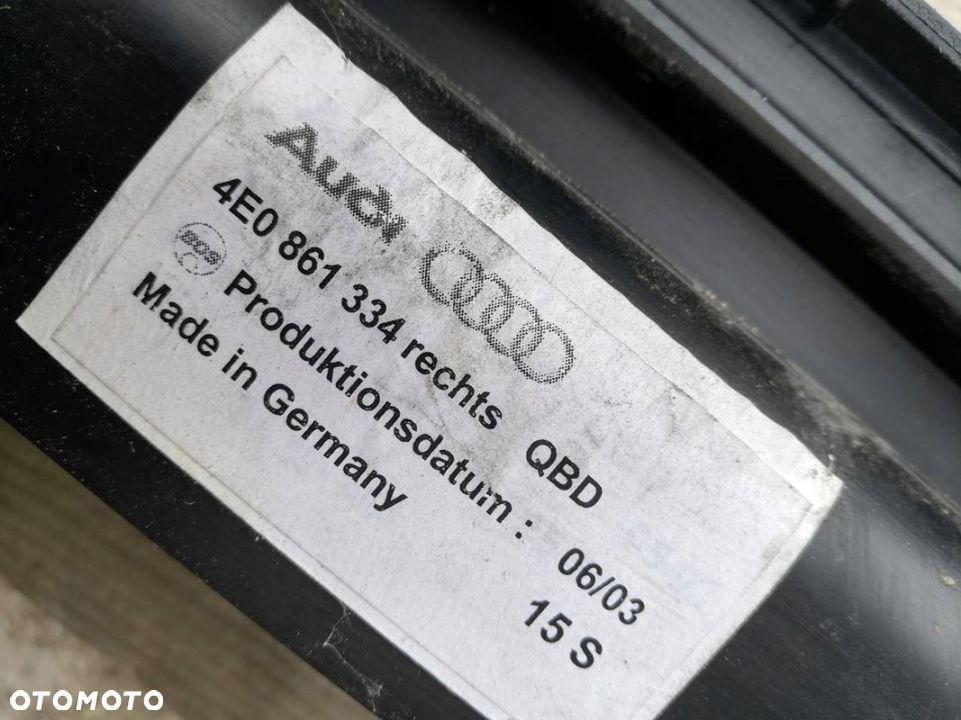 Audi
4E0 861 334 rechts QBD
Produktionsdatum : 06/03
Made in Germany 15 S
OTOMOTO